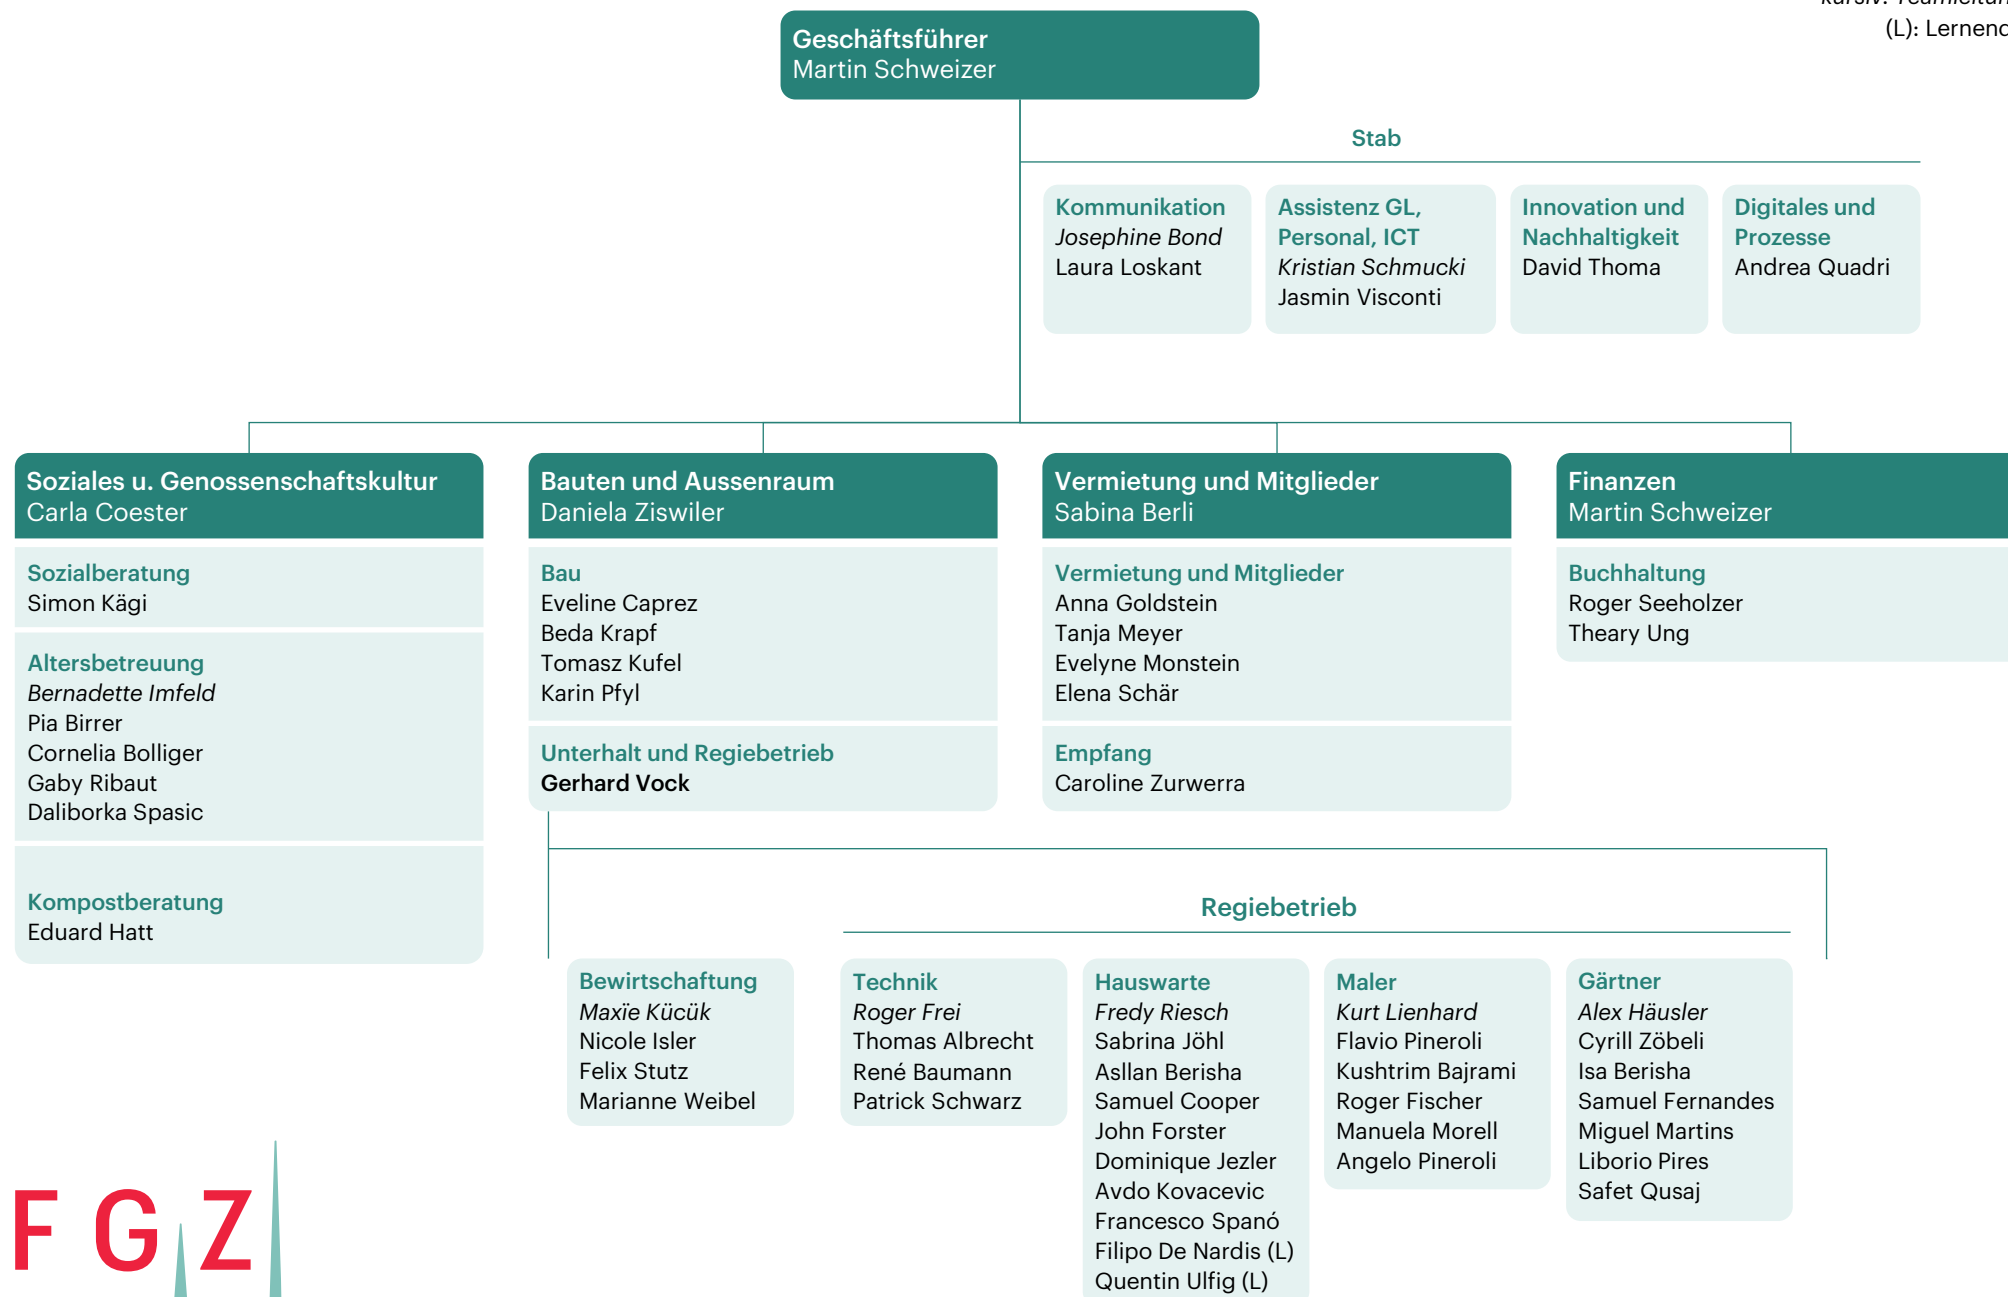 (L): Lernend
Geschäftsführer
Martin Schweizer
Stab
Kommunikation
Josephine Bond
Laura Loskant
Assistenz GL,
Personal, ICT
Kristian Schmucki
Jasmin Visconti
Innovation und
Nachhaltigkeit
David Thoma
Digitales und
Prozesse
Andrea Quadri
Soziales u. Genossenschaftskultur
Carla Coester
Sozialberatung
Simon Kägi
Altersbetreuung
Bernadette Imfeld
Pia Birrer
Cornelia Bolliger
Gaby Ribaut
Daliborka Spasic
Kompostberatung
Eduard Hatt
Bauten und Aussenraum
Daniela Ziswiler
Bau
Eveline Caprez
Beda Krapf
Tomasz Kufel
Karin Pfyl
Unterhalt und Regiebetrieb
Gerhard Vock
Vermietung und Mitglieder
Sabina Berli
Vermietung und Mitglieder
Anna Goldstein
Tanja Meyer
Evelyne Monstein
Elena Schär
Empfang
Caroline Zurwerra
Finanzen
Martin Schweizer
Buchhaltung
Roger Seeholzer
Theary Ung
Regiebetrieb
Bewirtschaftung
Maxie Kücük
Nicole Isler
Felix Stutz
Marianne Weibel
Technik
Roger Frei
Thomas Albrecht
René Baumann
Patrick Schwarz
Hauswarte
Fredy Riesch
Sabrina Jöhl
Asllan Berisha
Samuel Cooper
John Forster
Dominique Jezler
Avdo Kovacevic
Francesco Spanó
Filipo De Nardis (L)
Quentin Ulfig (L)
Maler
Kurt Lienhard
Flavio Pineroli
Kushtrim Bajrami
Roger Fischer
Manuela Morell
Angelo Pineroli
Gärtner
Alex Häusler
Cyrill Zöbeli
Isa Berisha
Samuel Fernandes
Miguel Martins
Liborio Pires
Safet Qusaj
FGZ